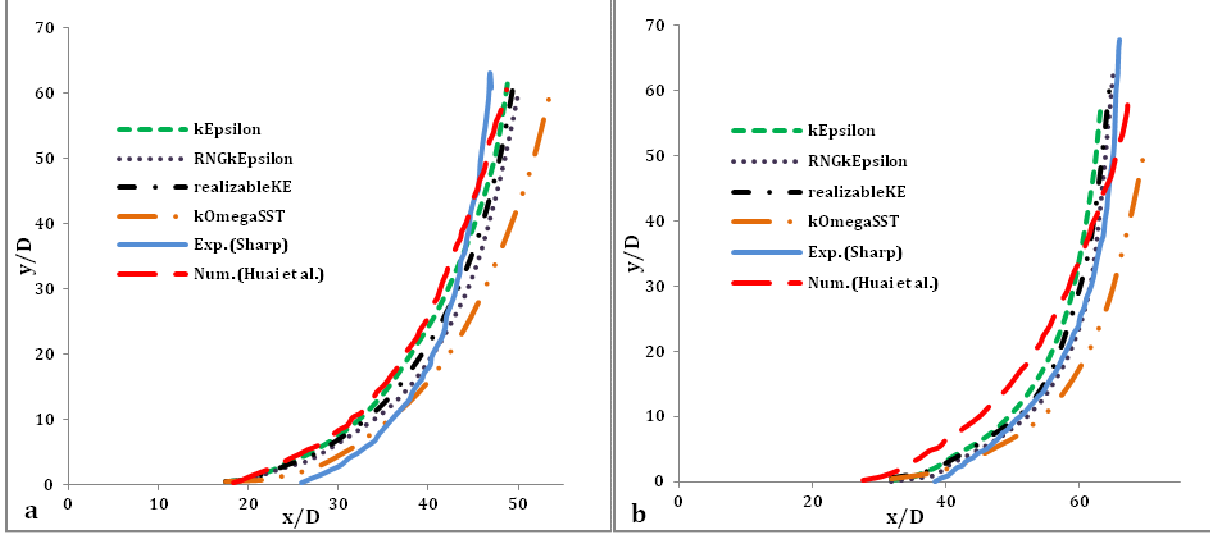 70
60
50
40
30
20
10
0
y/D
kEpsilon
RNGkEpsilon
realizableKE
kOmegaSST
Exp.(Sharp)
Num.(Huai et al.)
0 10 20 30 40 50
x/D
a
70
60
50
40
30
20
10
0
y/D
kEpsilon
RNGkEpsilon
realizableKE
kOmegaSST
Exp.(Sharp)
Num.(Huai et al.)
0 20 40 60
x/D
b